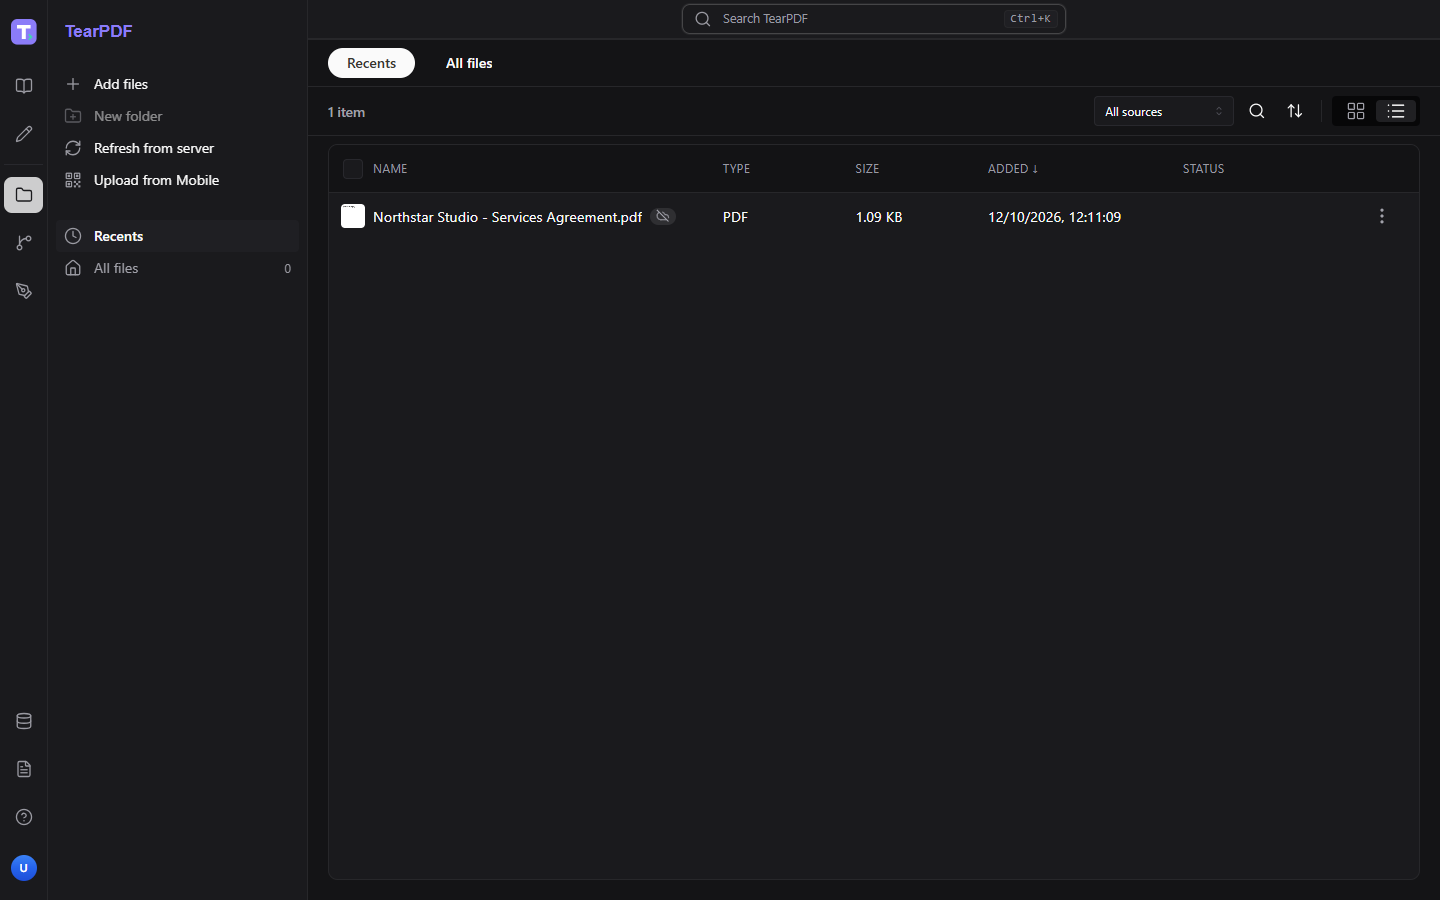 TearPDF
Search TearPDF
Ctrl+K
Add files
New folder
Refresh from server
Upload from Mobile
Recents
All files
0
Recents
All files
1 item
All sources
NAME
TYPE
SIZE
ADDED ↓
STATUS
Northstar Studio - Services Agreement.pdf
PDF
1.09 KB
12/10/2026, 12:11:09
T
U